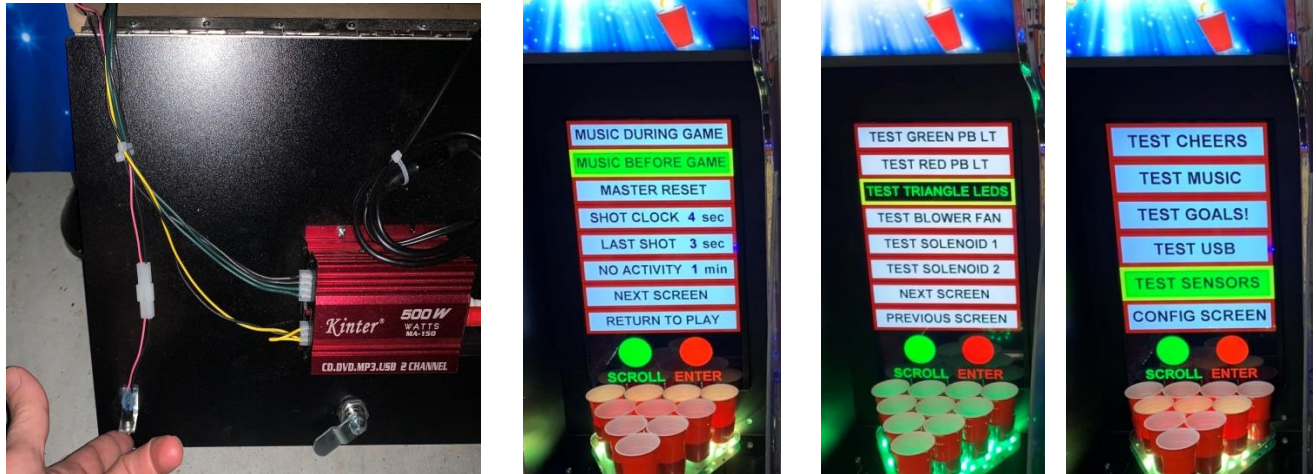 Kinter®
500W
WATTS
MA-150
CD.DVD.MP3.USB 2 CHANNEL
MUSIC DURING GAME
MUSIC BEFORE GAME
MASTER RESET
SHOT CLOCK 4 sec
LAST SHOT 3 sec
NO ACTIVITY 1 min
NEXT SCREEN
RETURN TO PLAY
SCROLL ENTER
TEST GREEN PB LT
TEST RED PB LT
TEST TRIANGLE LEDS
TEST BLOWER FAN
TEST SOLENOID 1
TEST SOLENOID 2
NEXT SCREEN
PREVIOUS SCREEN
SCROLL ENTER
TEST CHEERS
TEST MUSIC
TEST GOALS!
TEST USB
TEST SENSORS
CONFIG SCREEN
SCROLL ENTER